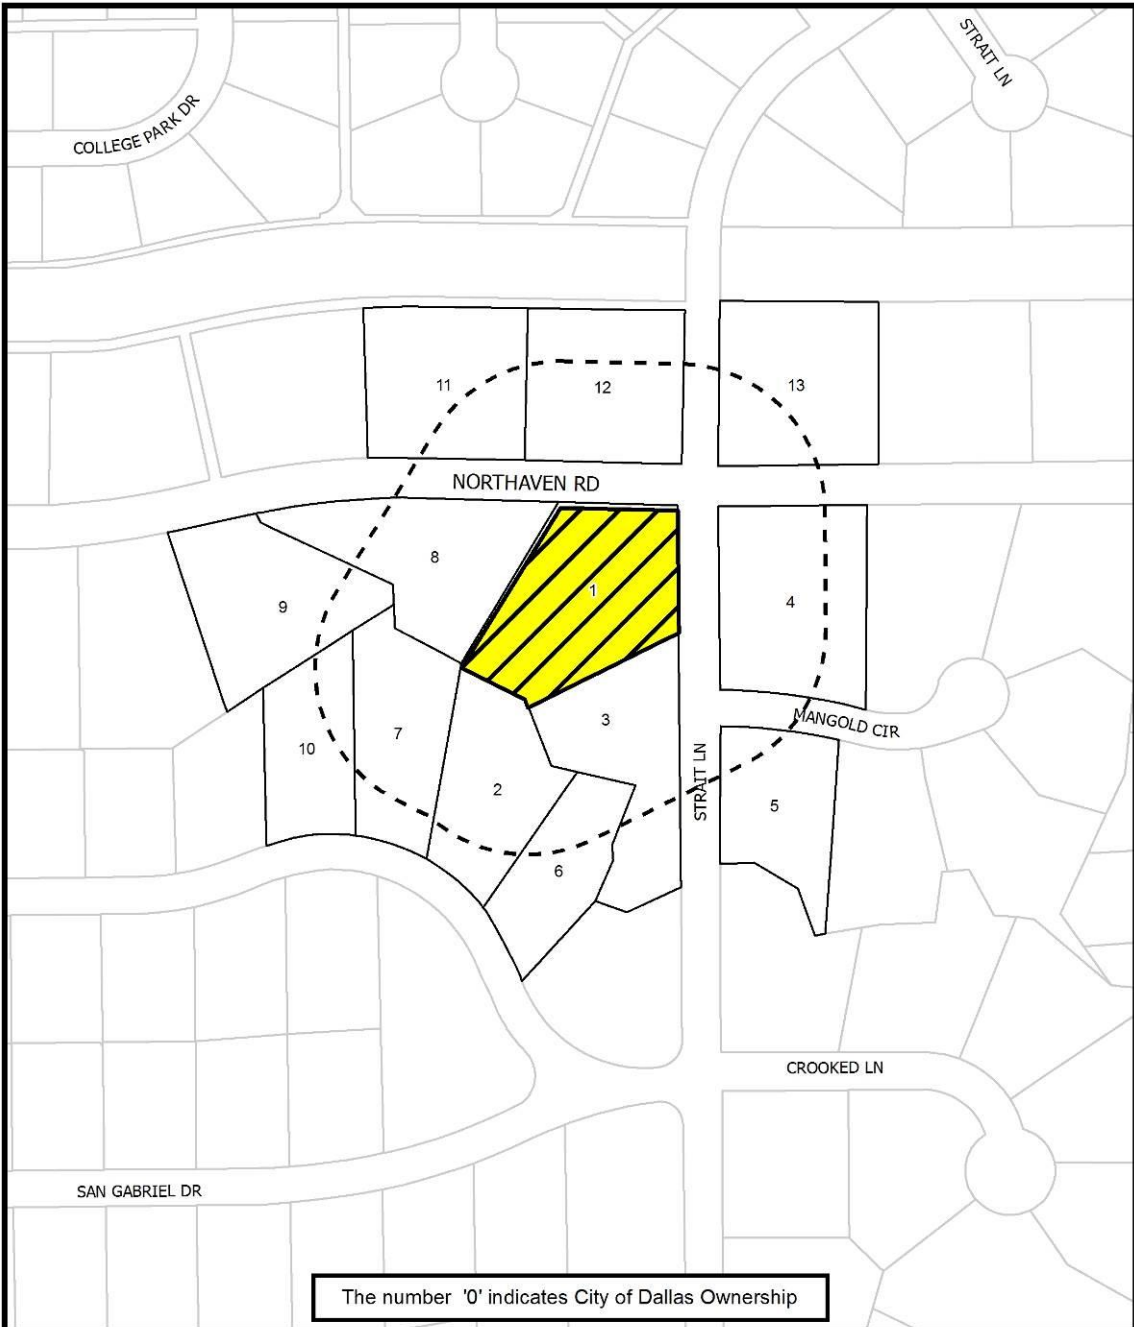 STRAIT LN
COLLEGE PARK DR
11
12
13
NORTHAVEN RD
8
1
9
4
3
MANGOLD CIR
7
10
STRAIT LN
2
5
6
CROOKED LN
SAN GABRIEL DR
The number '0' indicates City of Dallas Ownership